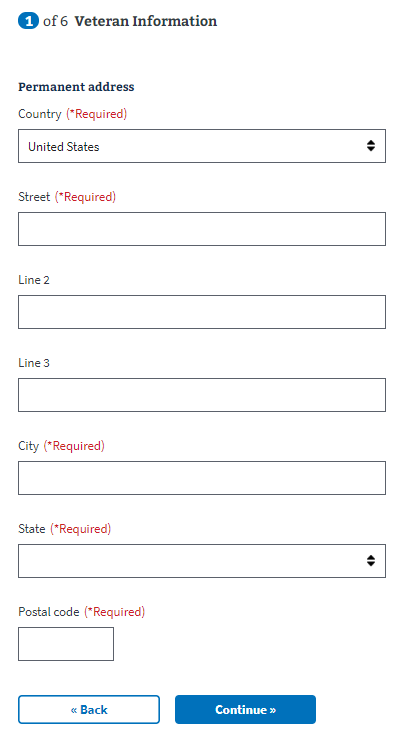 1 of 6 Veteran Information
Permanent address
Country (*Required)
United States
Street (*Required)
Line 2
Line 3
City (*Required)
State (*Required)
Postal code (*Required)
« Back
Continue »